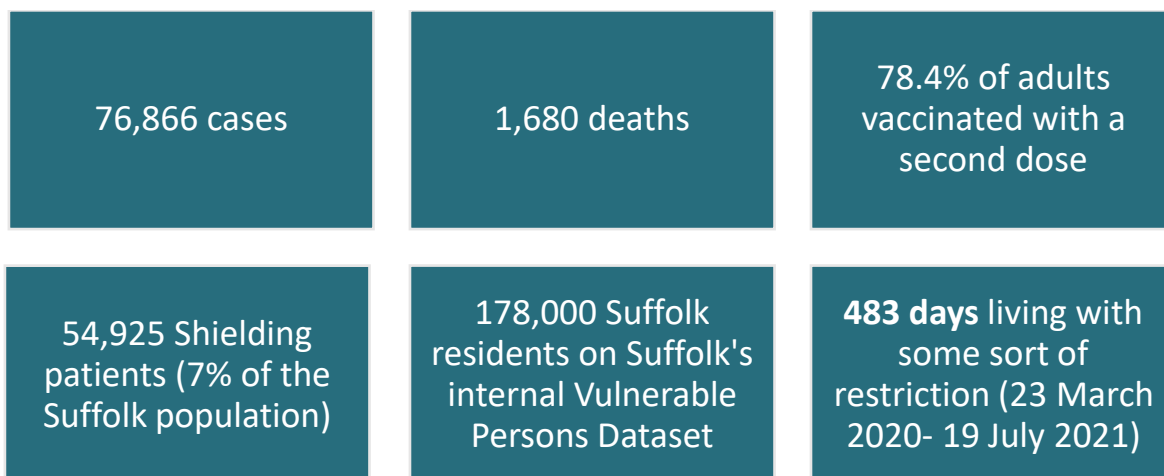 76,866 cases
1,680 deaths
78.4% of adults
vaccinated with a
second dose
54,925 Shielding
patients (7% of the
Suffolk population)
178,000 Suffolk
residents on Suffolk's
internal Vulnerable
Persons Dataset
483 days living with
some sort of
restriction (23 March
2020- 19 July 2021)